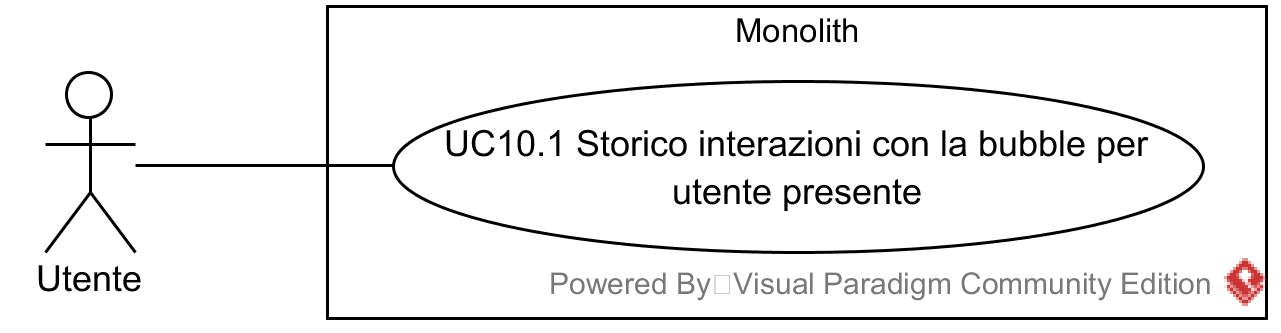 Monolith
UC10.1 Storico interazioni con la bubble per
utente presente
Utente
Powered By Visual Paradigm Community Edition